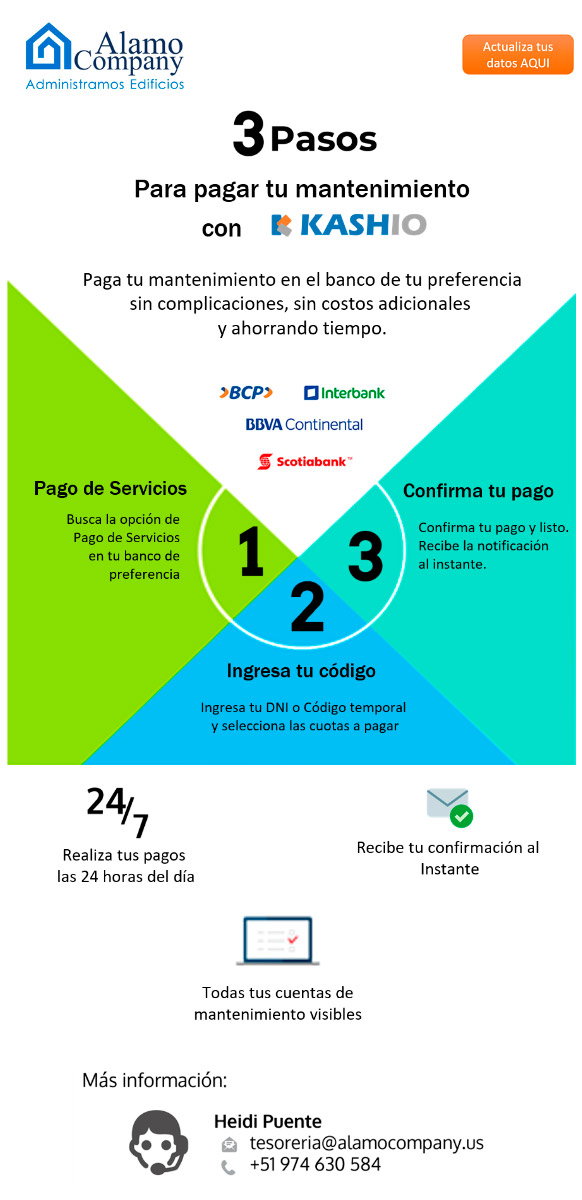 Alamo
Company
Administramos Edificios
Actualiza tus
datos AQUI
3 Pasos
Para pagar tu mantenimiento
con KASHIO
Paga tu mantenimiento en el banco de tu preferencia
sin complicaciones, sin costos adicionales
y ahorrando tiempo.
BCP
Interbank
BBVA Continental
Scotiabank™
Pago de Servicios
Busca la opción de
Pago de Servicios
en tu banco de
preferencia
1
2
Ingresa tu código
Ingresa tu DNI o Código temporal
y selecciona las cuotas a pagar
3
Confirma tu pago
Confirma tu pago y listo.
Recibe la notificación
al instante.
24/7
Realiza tus pagos
las 24 horas del día
Recibe tu confirmación al
Instante
Todas tus cuentas de
mantenimiento visibles
Más información:
Heidi Puente
tesoreria@alamocompany.us
+51 974 630 584